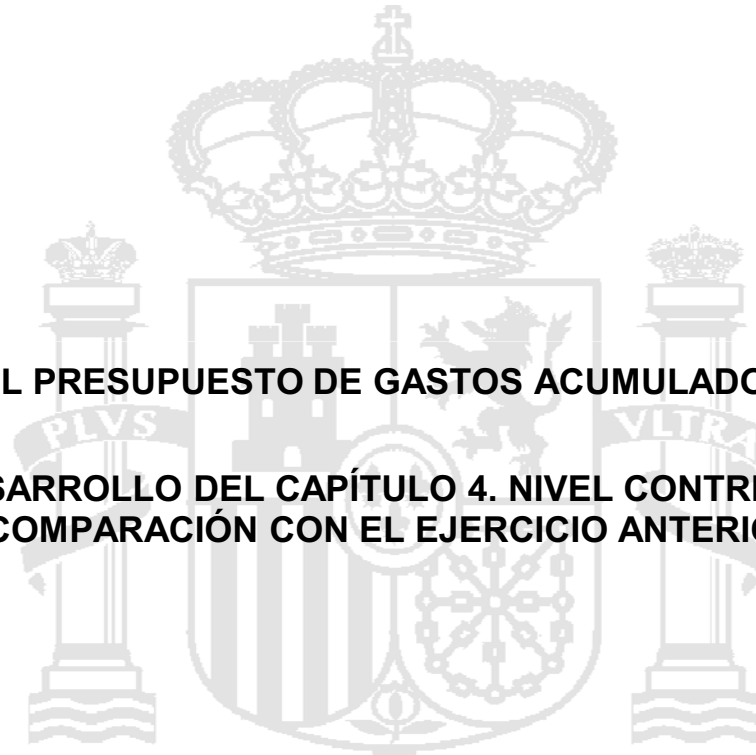 L PRESUPUESTO DE GASTOS ACUMULADO
PLVS
VLTRA
SARROLLO DEL CAPÍTULO 4. NIVEL CONTR
COMPARACIÓN CON EL EJERCICIO ANTERI